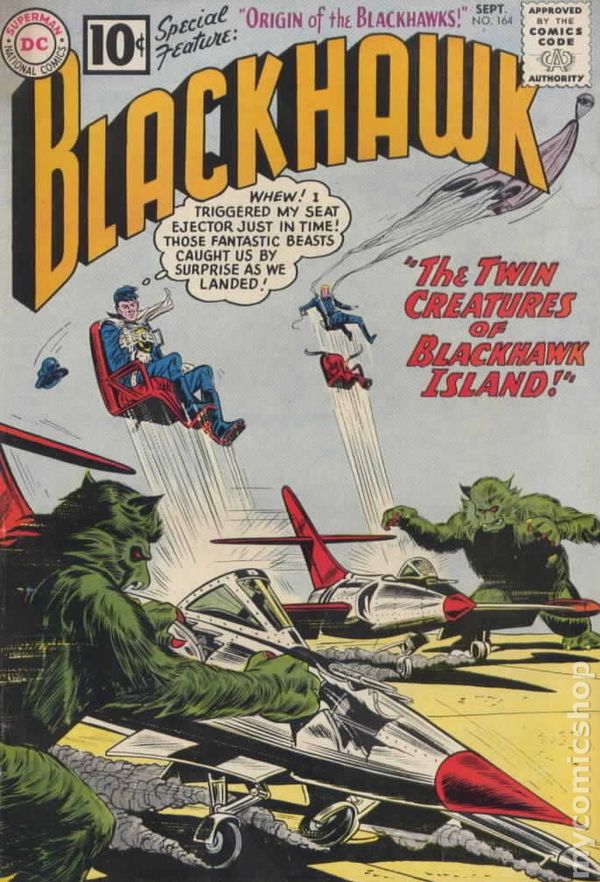 SUPERMAN
DC
NATIONAL COMICS
10¢
Special
Feature:
"ORIGIN of the BLACKHAWKS!"
SEPT.
NO. 164
APPROVED
BY THE
COMICS
CODE
CA
AUTHORITY
BLACKHAWK
WHEW! I
TRIGGERED MY SEAT
EJECTOR JUST IN TIME!
THOSE FANTASTIC BEASTS
CAUGHT US BY
SURPRISE AS WE
LANDED!
"THE TWIN
CREATURES
OF
BLACKHAWK
ISLAND!"
mycomicshop